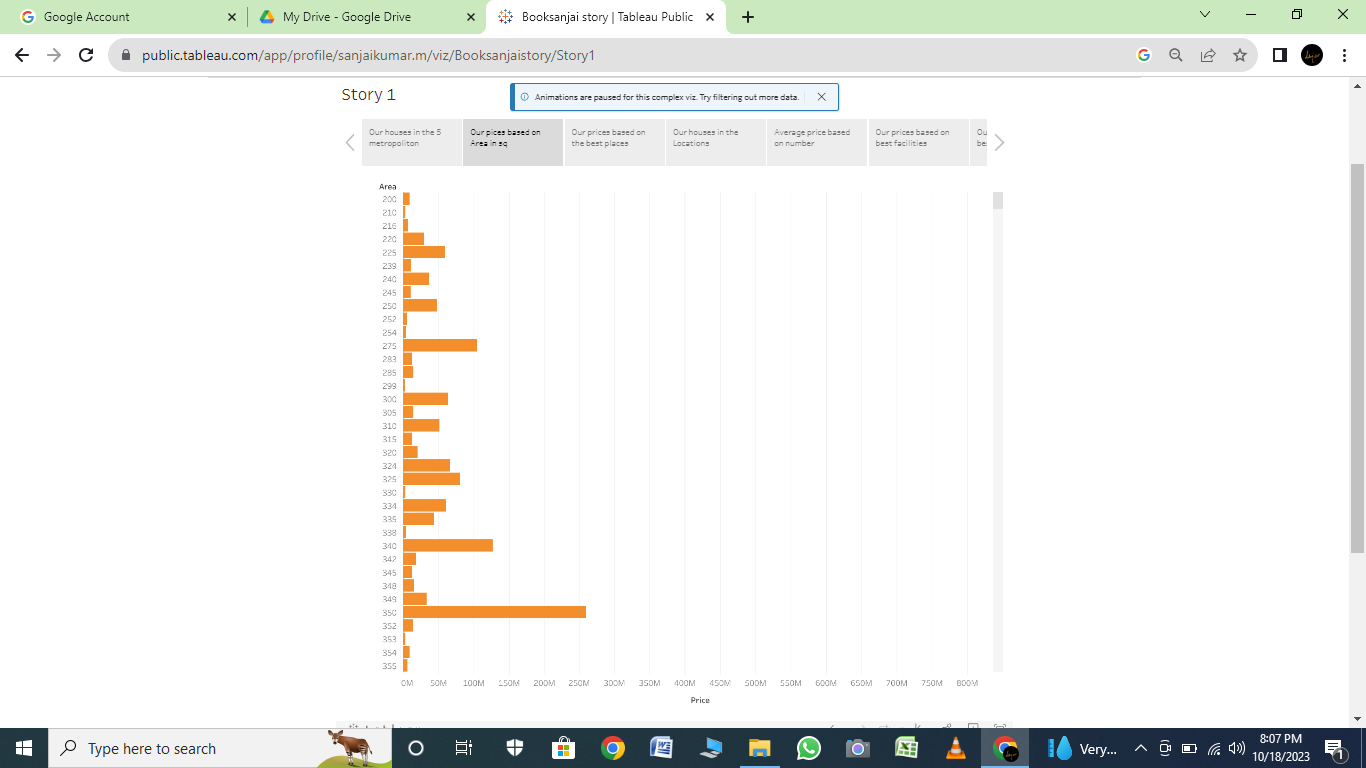 Google Account
My Drive - Google Drive
Booksanjai story | Tableau Public
public.tableau.com/app/profile/sanjaikumar.m/viz/Booksanjaistory/Story1
Story 1
Animations are paused for this complex viz. Try filtering out more data.
Our houses in the 5
metropoliton
Our pices based on
Area in sq
Our prices based on
the best places
Our houses in the
Locations
Average price based
on number
Our prices based on
best facilities
Ou
be
Area
200
210
216
220
225
239
240
245
250
252
254
275
283
285
299
300
305
310
315
320
324
325
330
334
335
338
340
342
345
348
349
350
352
353
354
355
0M 50M 100M 150M 200M 250M 300M 350M 400M 450M 500M 550M 600M 650M 700M 750M 800M
Price
Type here to search
Very...
8:07 PM
10/18/2023
1